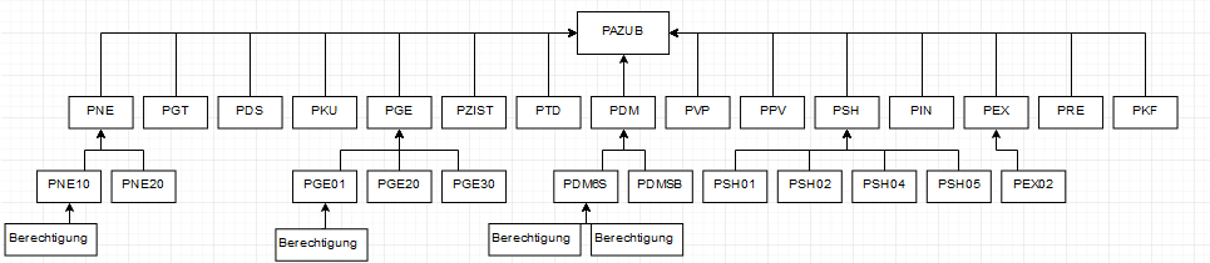 PAZUB
PNE PGT PDS PKU PGE PZIST PTD PDM PVP PPV PSH PIN PEX PRE PKF
PNE10 PNE20 PGE01 PGE20 PGE30 PDM6S PDMSB PSH01 PSH02 PSH04 PSH05 PEX02
Berechtigung Berechtigung Berechtigung Berechtigung